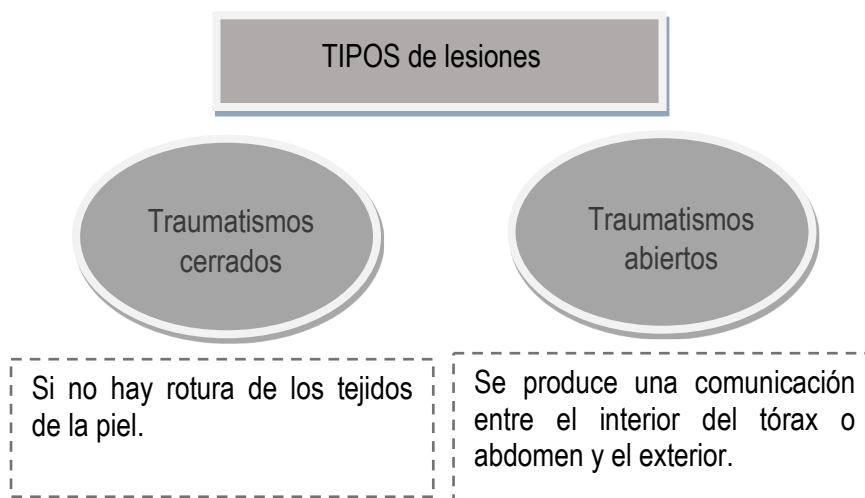 TIPOS de lesiones
Traumatismos
cerrados
Traumatismos
abiertos
Si no hay rotura de los tejidos
de la piel.
Se produce una comunicación
entre el interior del tórax o
abdomen y el exterior.